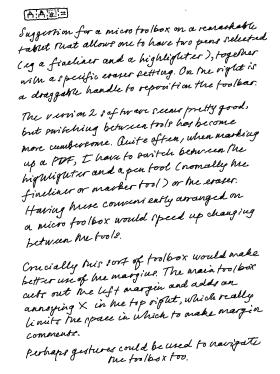 Suggestion for a microtoolbox on a remarkable
tablet that allows one to have two pens selected
(eg a fineliner and a highlighter), together
with a specific eraser setting. On the right is
a draggable handle to reposition the toolbar.
The version 2 software seems pretty good,
but switching between tools has become
more cumbersome. Quite often, when marking
up a PDF, I have to switch between the
highlighter and a pen tool (normally the
fineliner or marker tool) or the eraser.
Having these conveniently arranged on
a micro toolbox would speed up changing
between the tools.
Crucially this sort of toolbox would make
better use of the margins. The main toolbox
cuts out the left margin and adds an
annoying X in the top right, which really
limits the space in which to make margin
comments.
Perhaps gestures could be used to navigate
the toolbox too.